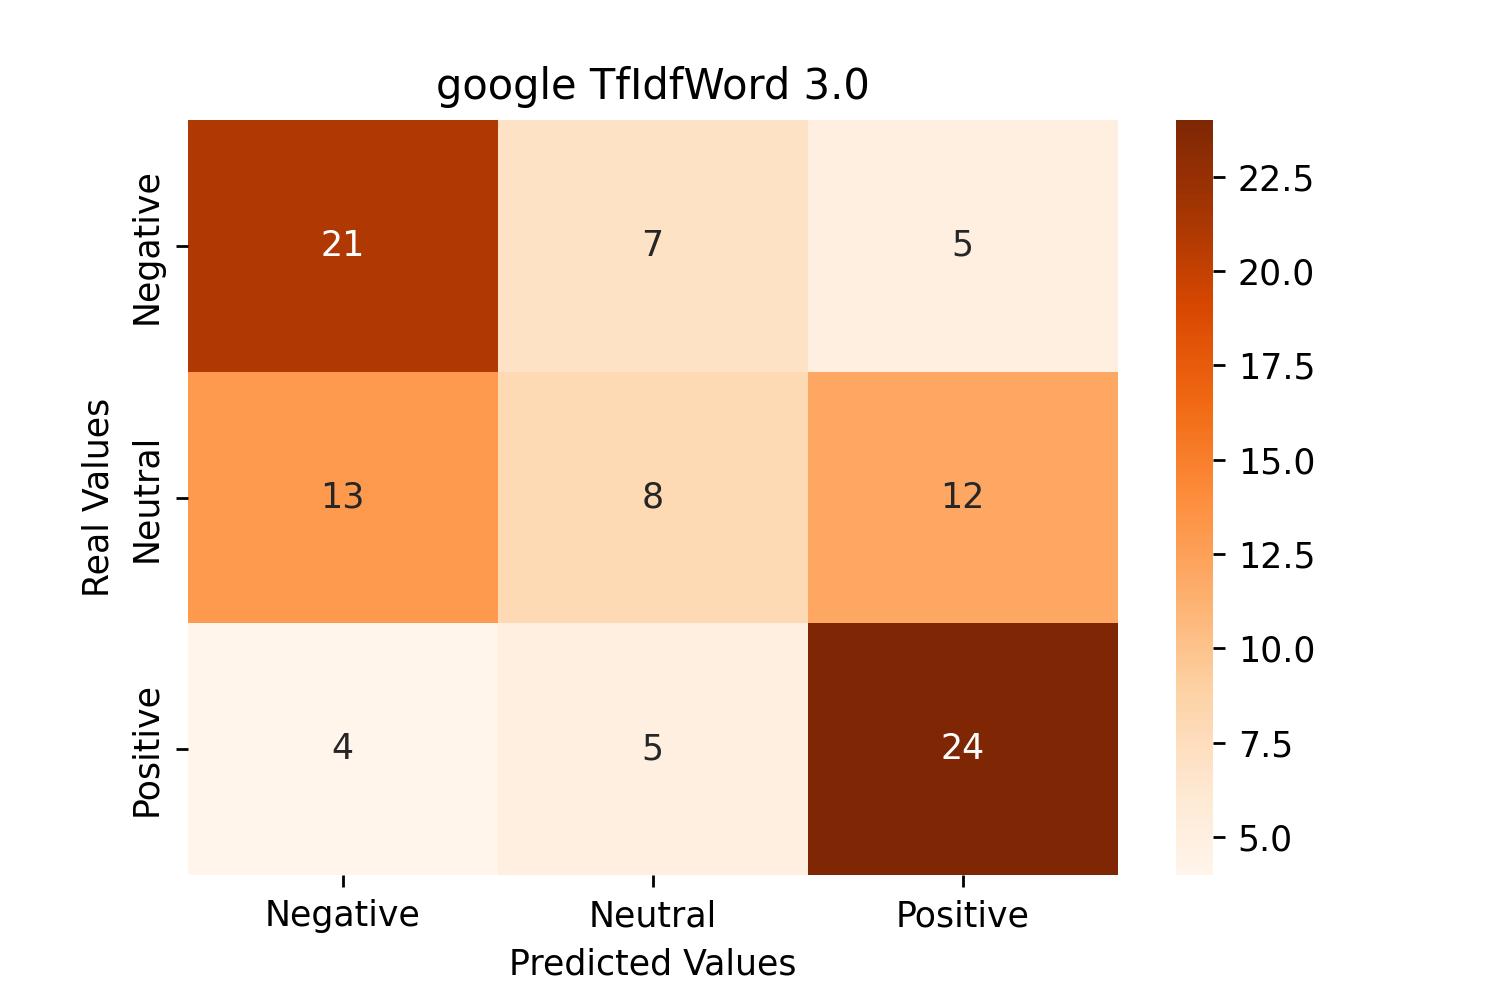 google TfIdfWord 3.0
Real Values
Negative
21 7 5
Neutral
13 8 12
Positive
4 5 24
Negative Neutral Positive
Predicted Values
22.5
20.0
17.5
15.0
12.5
10.0
7.5
5.0